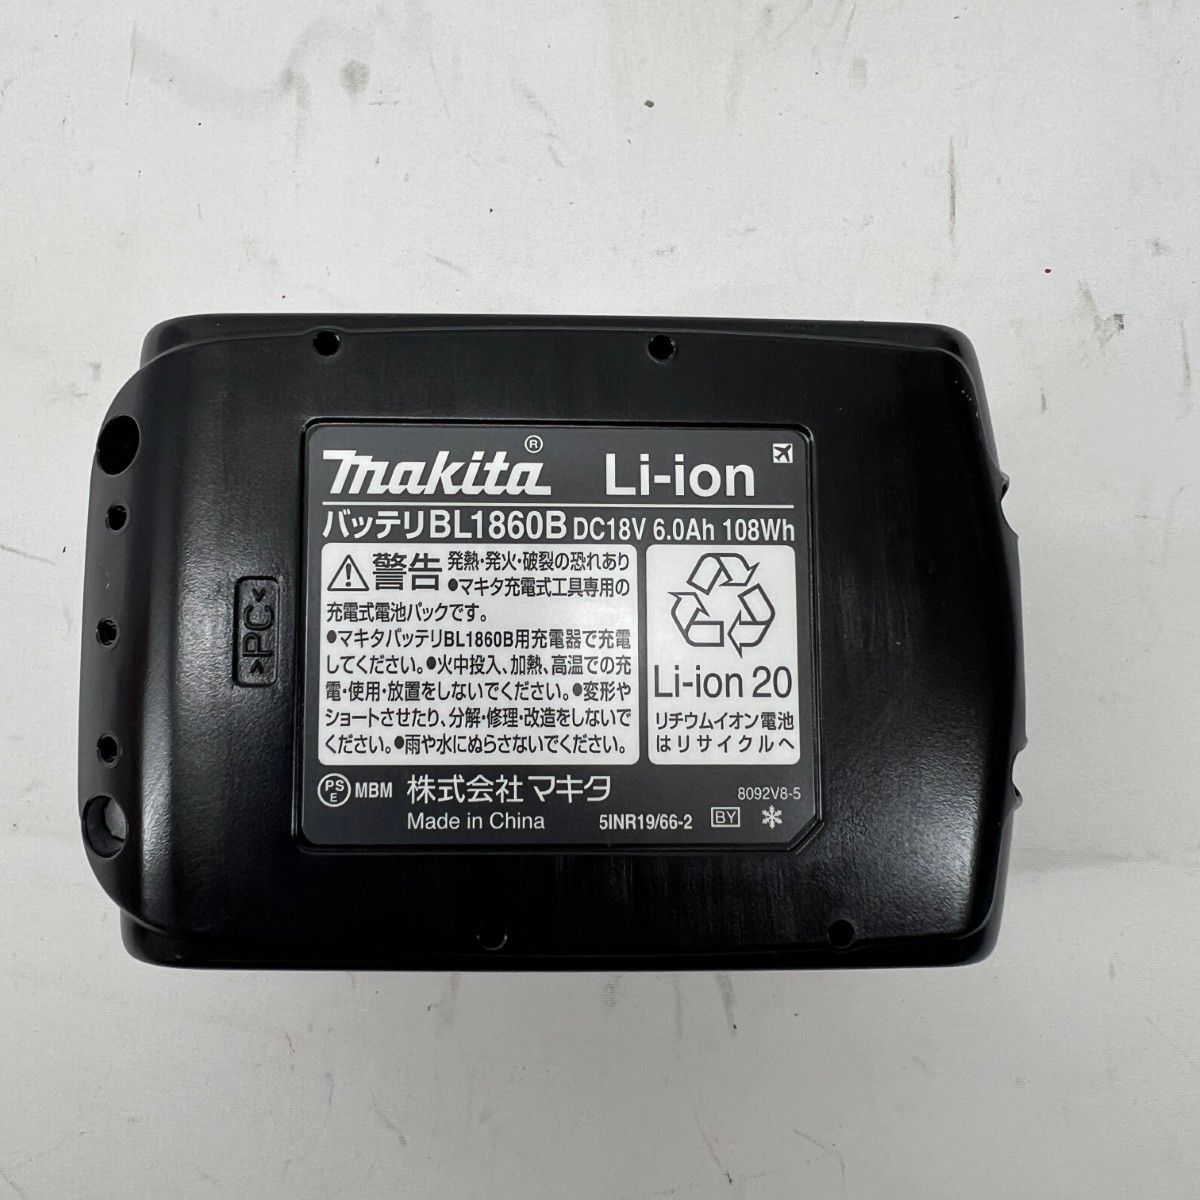 makita® Li-ion
バッテリBL1860B DC18V 6.0Ah 108Wh
警告 発熱・発火・破裂の恐れあり
●マキタ充電式工具専用の
充電式電池パックです。
●マキタバッテリBL1860B用充電器で充電
してください。●火中投入、加熱、高温での充
電・使用・放置をしないでください。●変形や
ショートさせたり、分解・修理・改造をしないで
ください。●雨や水にぬらさないでください。
Li-ion 20
リチウムイオン電池
はリサイクルへ
PSE MBM 株式会社マキタ
8092V8-5
Made in China 5INR19/66-2 BY
>PC<